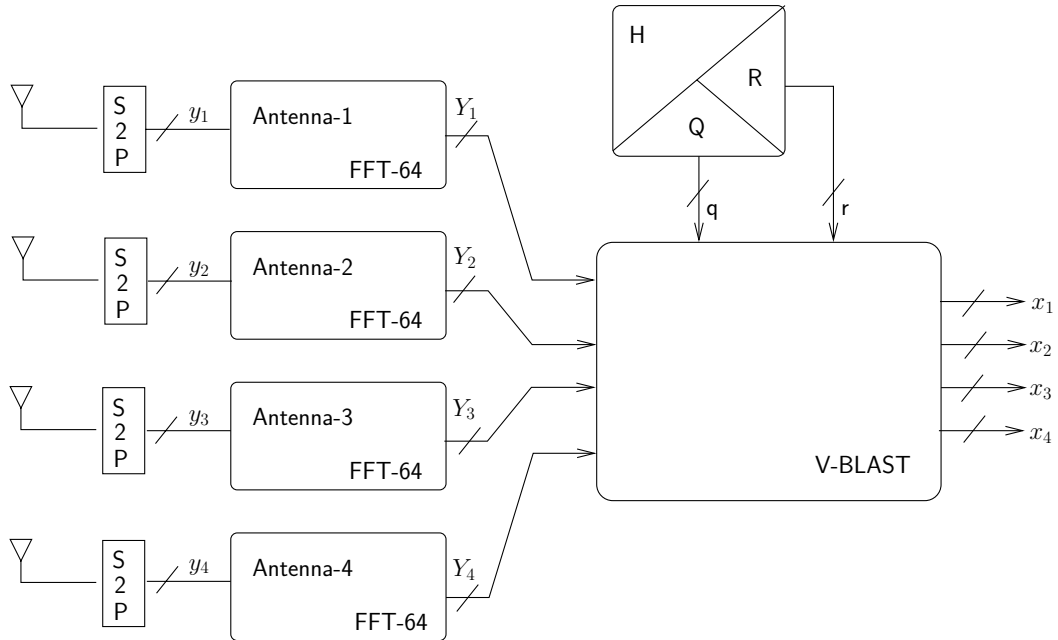 H
R
Q
q
r
S
2
P
y₁
Antenna-1
FFT-64
Y₁
S
2
P
y₂
Antenna-2
FFT-64
Y₂
S
2
P
y₃
Antenna-3
FFT-64
Y₃
S
2
P
y₄
Antenna-4
FFT-64
Y₄
V-BLAST
x₁
x₂
x₃
x₄